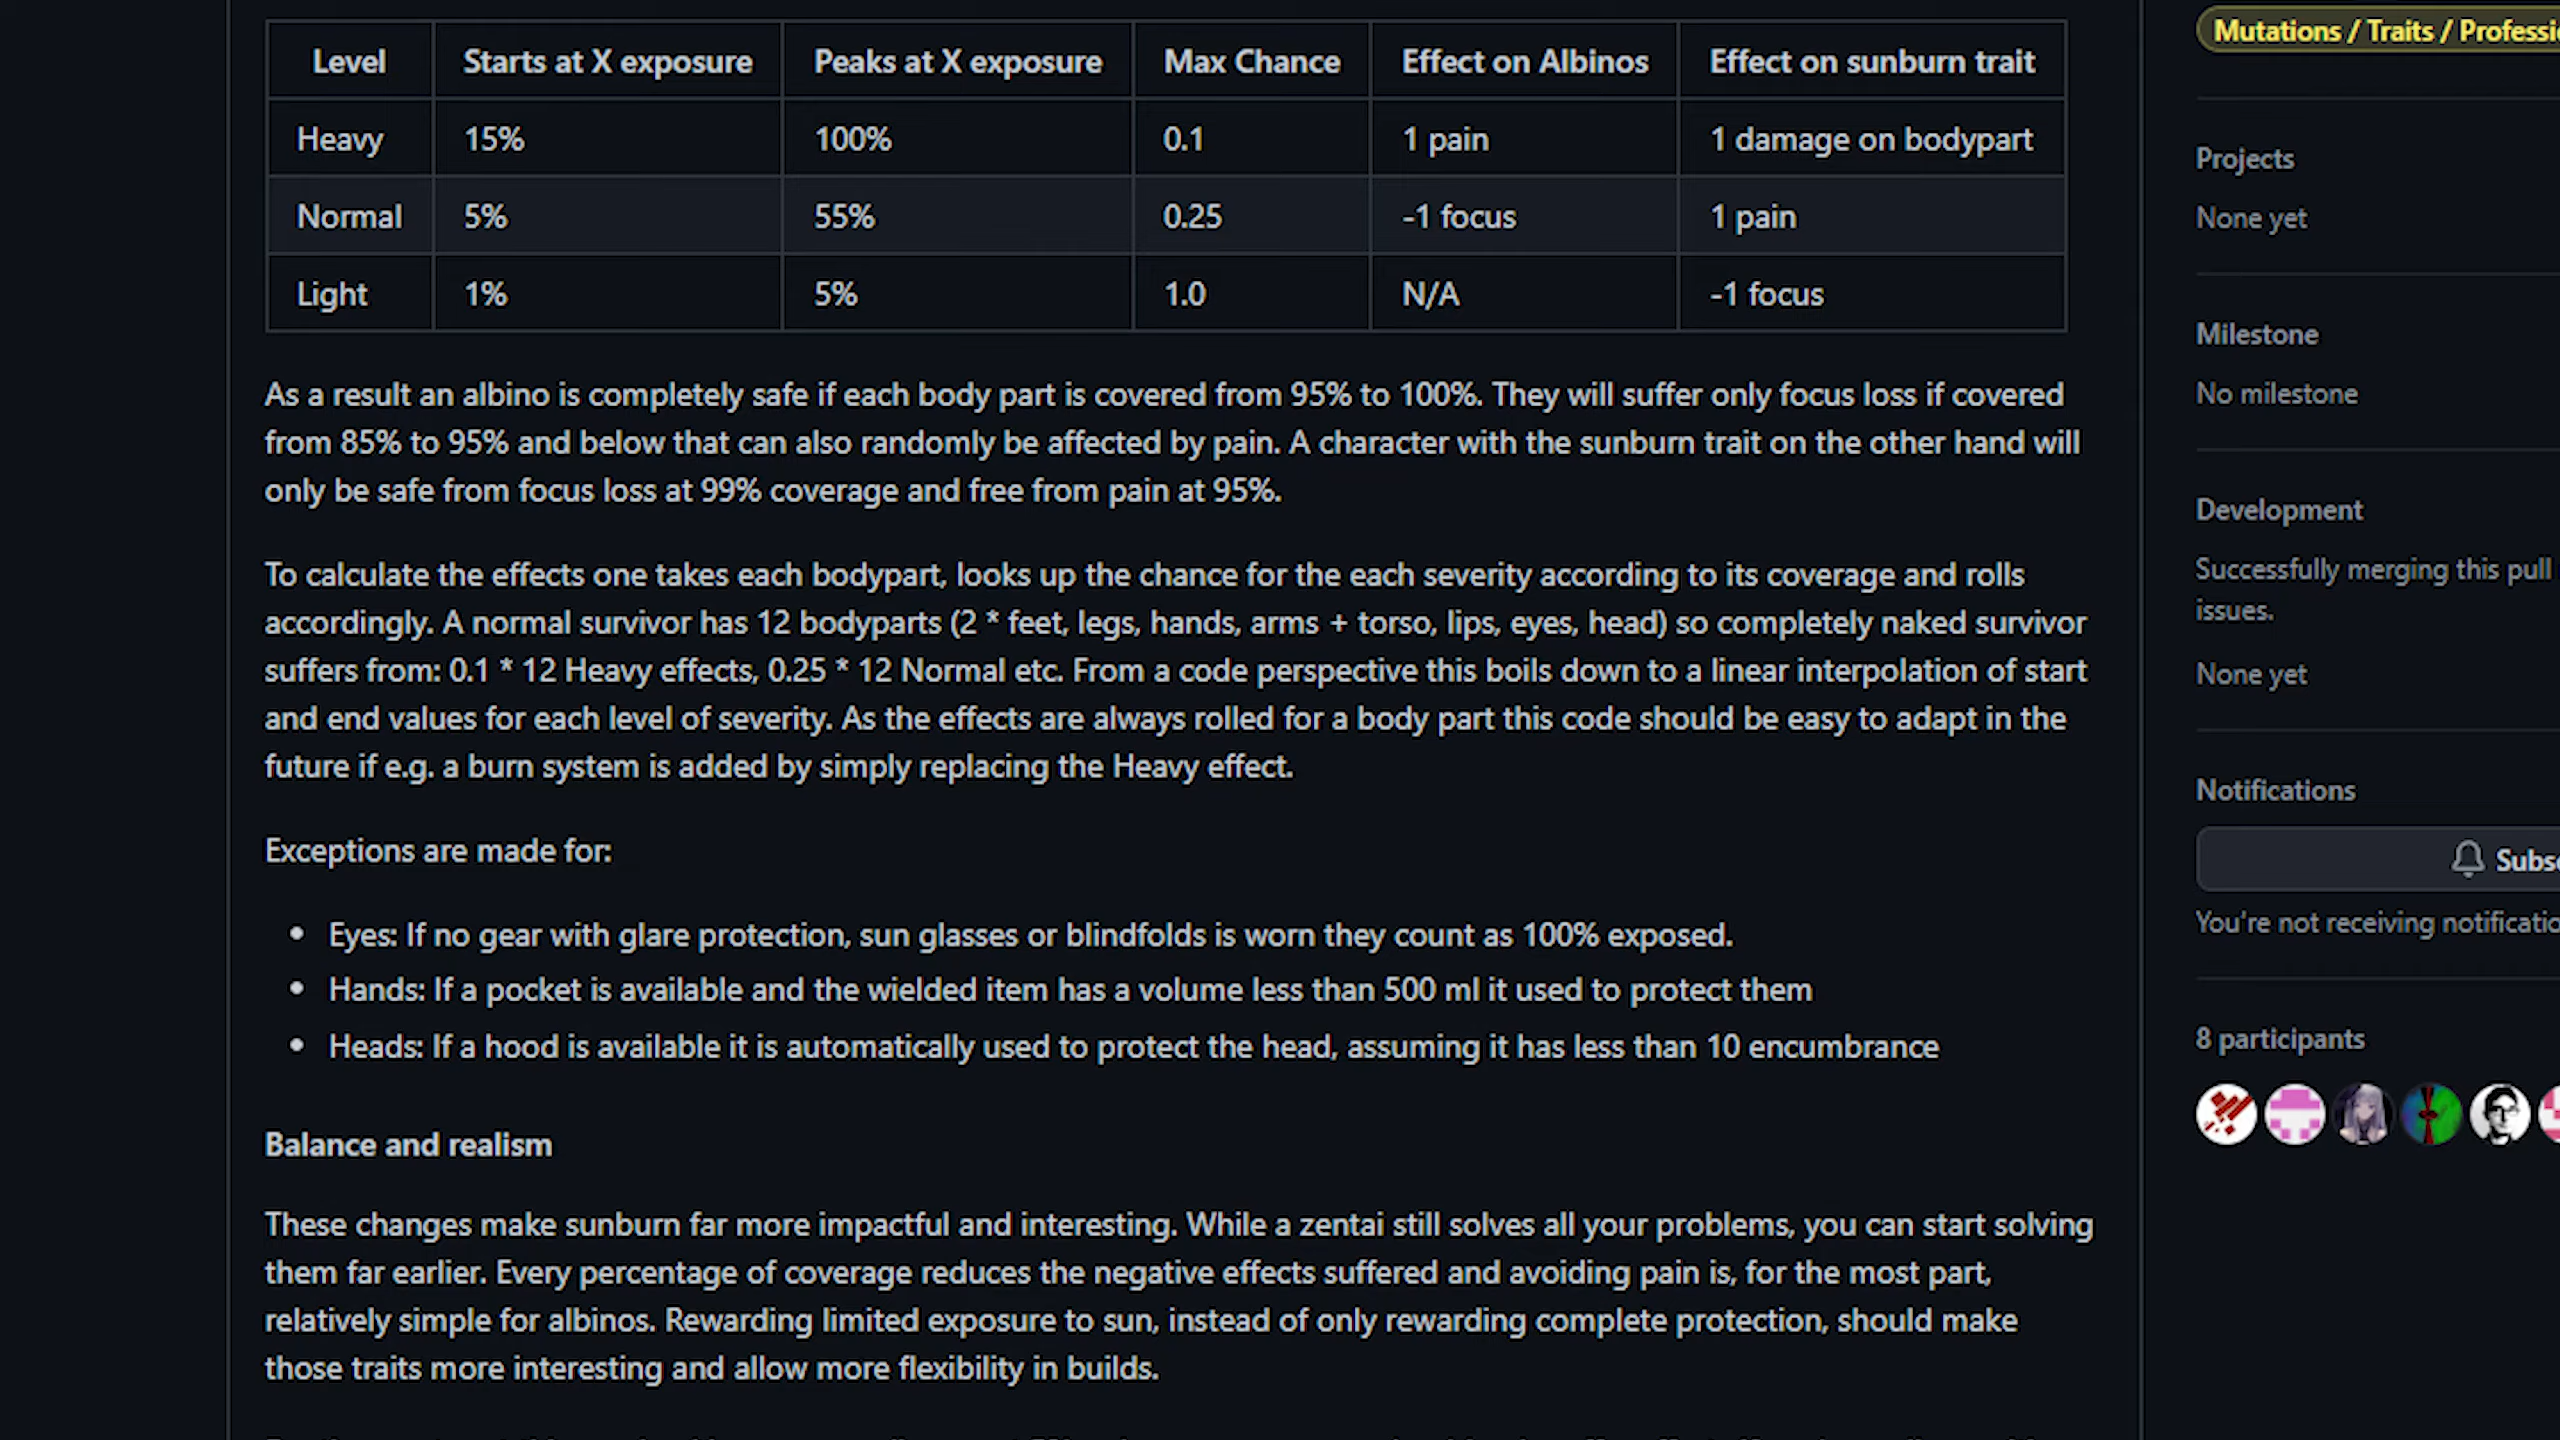 Level Starts at X exposure Peaks at X exposure Max Chance Effect on Albinos Effect on sunburn trait
Heavy 15% 100% 0.1 1 pain 1 damage on bodypart
Normal 5% 55% 0.25 -1 focus 1 pain
Light 1% 5% 1.0 N/A -1 focus
As a result an albino is completely safe if each body part is covered from 95% to 100%. They will suffer only focus loss if covered
from 85% to 95% and below that can also randomly be affected by pain. A character with the sunburn trait on the other hand will
only be safe from focus loss at 99% coverage and free from pain at 95%.
To calculate the effects one takes each bodypart, looks up the chance for the each severity according to its coverage and rolls
accordingly. A normal survivor has 12 bodyparts (2 * feet, legs, hands, arms + torso, lips, eyes, head) so completely naked survivor
suffers from: 0.1 * 12 Heavy effects, 0.25 * 12 Normal etc. From a code perspective this boils down to a linear interpolation of start
and end values for each level of severity. As the effects are always rolled for a body part this code should be easy to adapt in the
future if e.g. a burn system is added by simply replacing the Heavy effect.
Exceptions are made for:
• Eyes: If no gear with glare protection, sun glasses or blindfolds is worn they count as 100% exposed.
• Hands: If a pocket is available and the wielded item has a volume less than 500 ml it used to protect them
• Heads: If a hood is available it is automatically used to protect the head, assuming it has less than 10 encumbrance
Balance and realism
These changes make sunburn far more impactful and interesting. While a zentai still solves all your problems, you can start solving
them far earlier. Every percentage of coverage reduces the negative effects suffered and avoiding pain is, for the most part,
relatively simple for albinos. Rewarding limited exposure to sun, instead of only rewarding complete protection, should make
those traits more interesting and allow more flexibility in builds.
Mutations / Traits / Professi
Projects
None yet
Milestone
No milestone
Development
Successfully merging this pull
issues.
None yet
Notifications
Subs
You're not receiving notificatio
8 participants